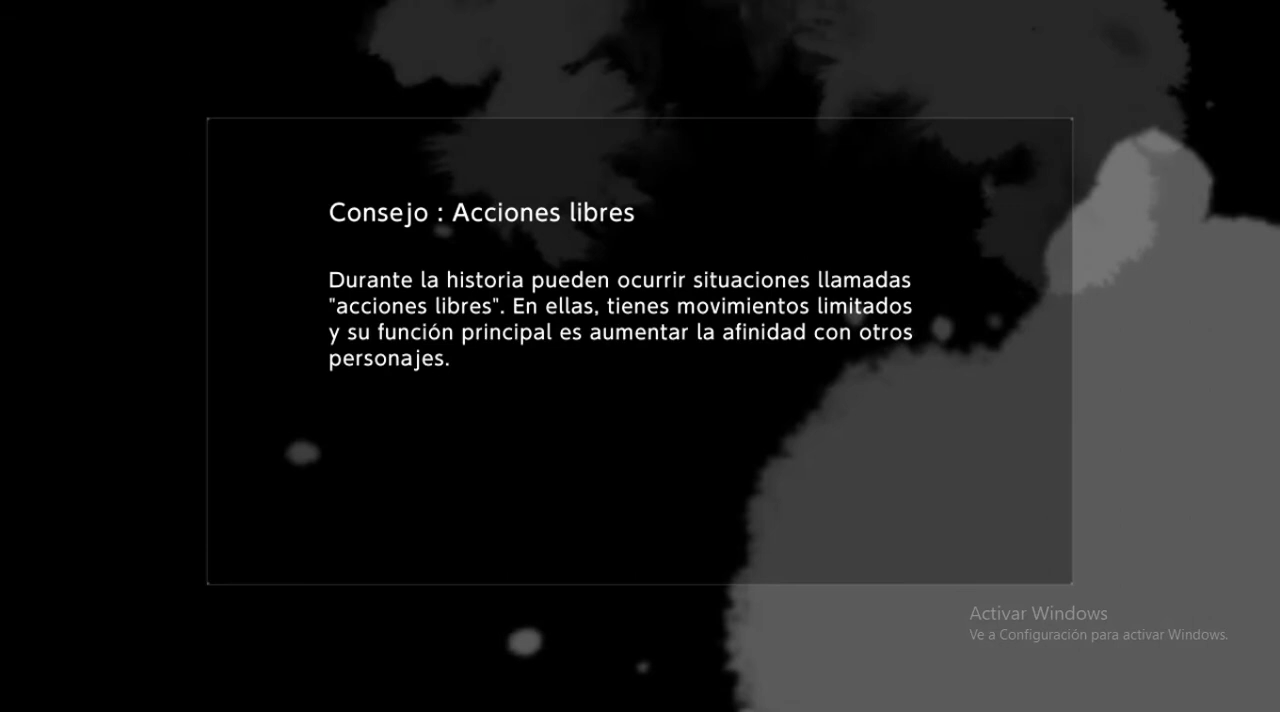 Consejo : Acciones libres
Durante la historia pueden ocurrir situaciones llamadas
"acciones libres". En ellas, tienes movimientos limitados
y su función principal es aumentar la afinidad con otros
personajes.
Activar Windows
Ve a Configuración para activar Windows.